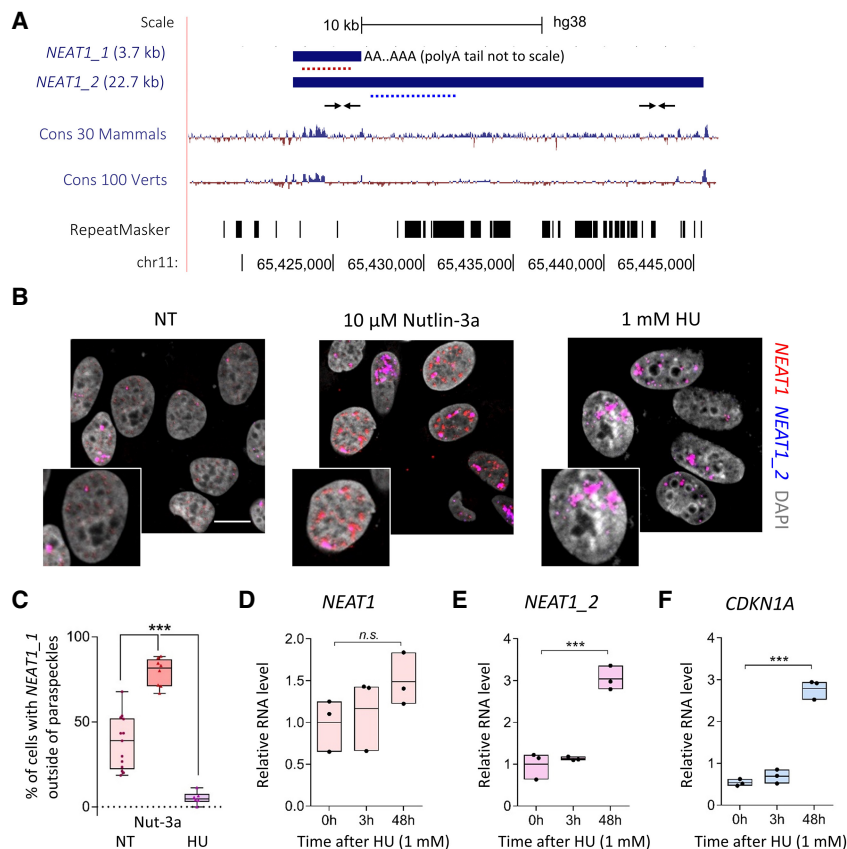 A
Scale
10 kb
hg38
NEAT1_1 (3.7 kb)
AA..AAA (polyA tail not to scale)
NEAT1_2 (22.7 kb)
Cons 30 Mammals
Cons 100 Verts
RepeatMasker
chr11:
65,425,000
65,430,000
65,435,000
65,440,000
65,445,000
B
NT
10 µM Nutlin-3a
1 mM HU
NEAT1 NEAT1_2 DAPI
C
% of cells with NEAT1_1
outside of paraspeckles
100
50
0
***
Nut-3a
NT
HU
D
NEAT1
Relative RNA level
2.0
1.5
1.0
0.5
0.0
n.s.
0h 3h 48h
Time after HU (1 mM)
E
NEAT1_2
Relative RNA level
4
3
2
1
0
***
0h 3h 48h
Time after HU (1 mM)
F
CDKN1A
Relative RNA level
4
3
2
1
0
***
0h 3h 48h
Time after HU (1 mM)